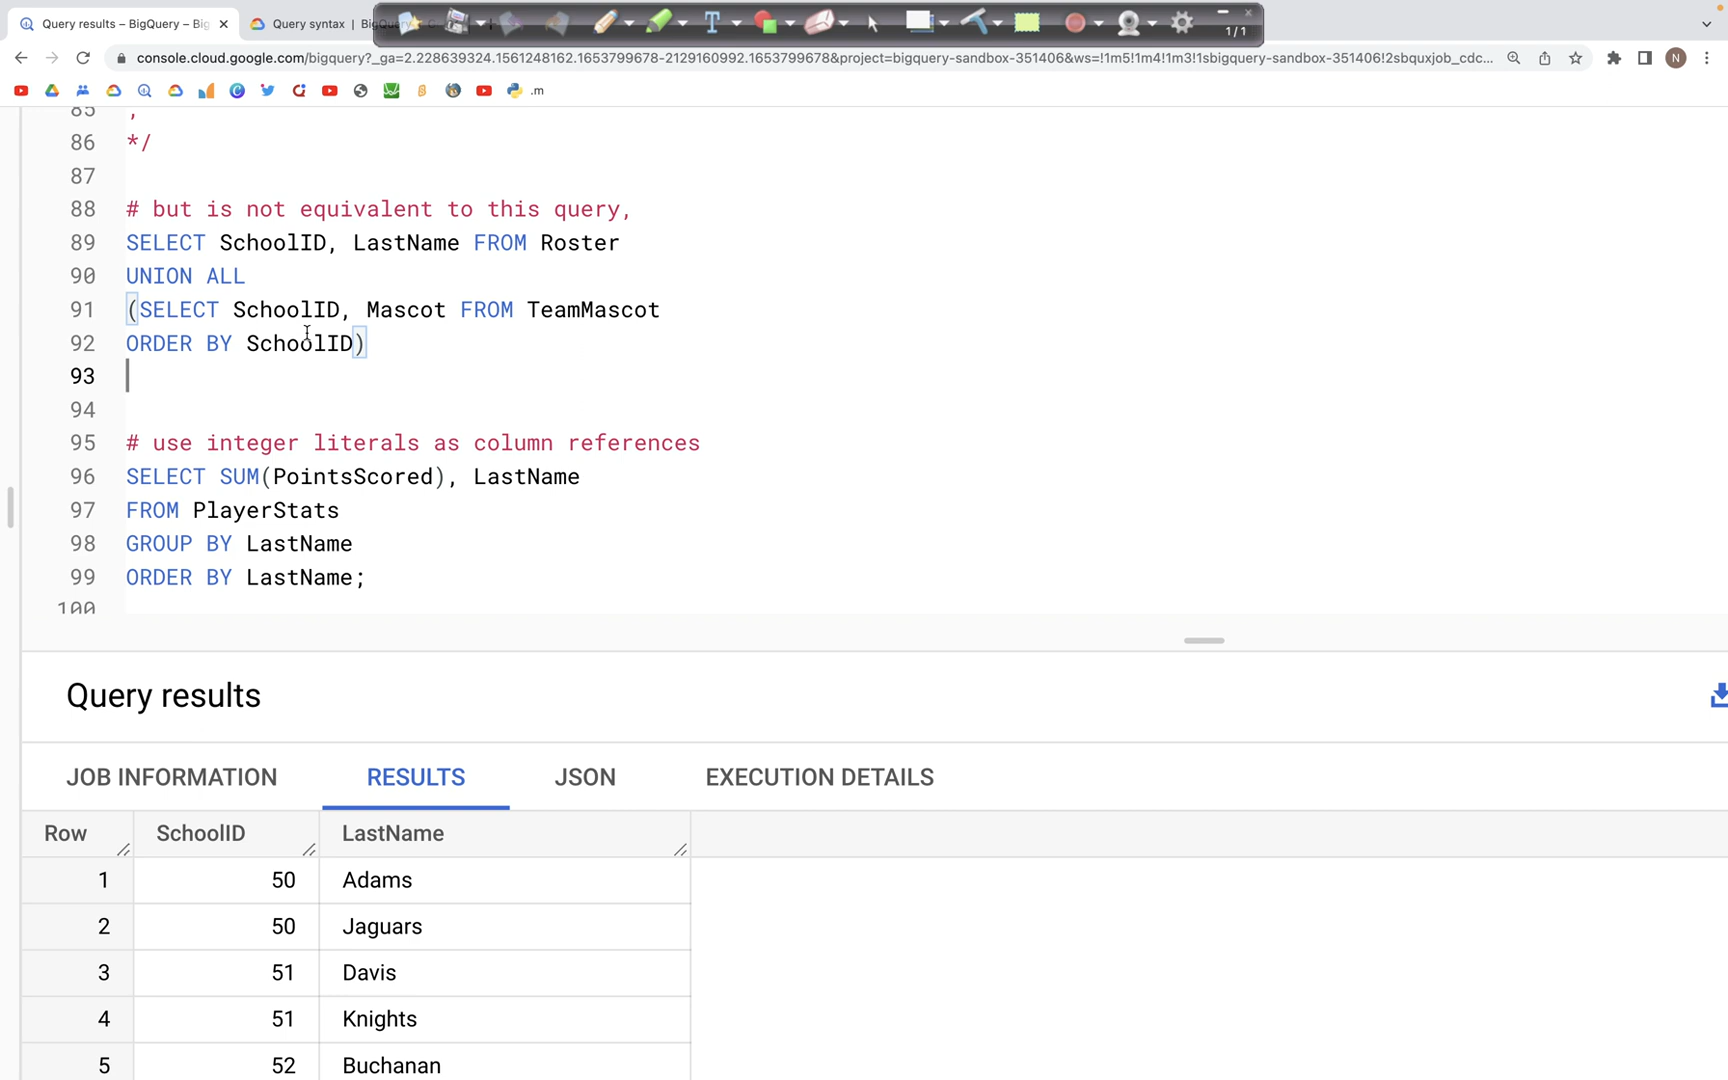 Query results – BigQuery – Big
Query syntax | BigQu
1/1
console.cloud.google.com/bigquery?_ga=2.228639324.1561248162.1653799678-2129160992.1653799678&project=bigquery-sandbox-351406&ws=!1m5!1m4!1m3!1sbigquery-sandbox-351406!2sbquxjob_cdc...
N
.m
85 ;
86 */
87
88 # but is not equivalent to this query,
89 SELECT SchoolID, LastName FROM Roster
90 UNION ALL
91 (SELECT SchoolID, Mascot FROM TeamMascot
92 ORDER BY SchoolID)
93
94
95 # use integer literals as column references
96 SELECT SUM(PointsScored), LastName
97 FROM PlayerStats
98 GROUP BY LastName
99 ORDER BY LastName;
100
Query results
JOB INFORMATION RESULTS JSON EXECUTION DETAILS
Row SchoolID LastName
1 50 Adams
2 50 Jaguars
3 51 Davis
4 51 Knights
5 52 Buchanan